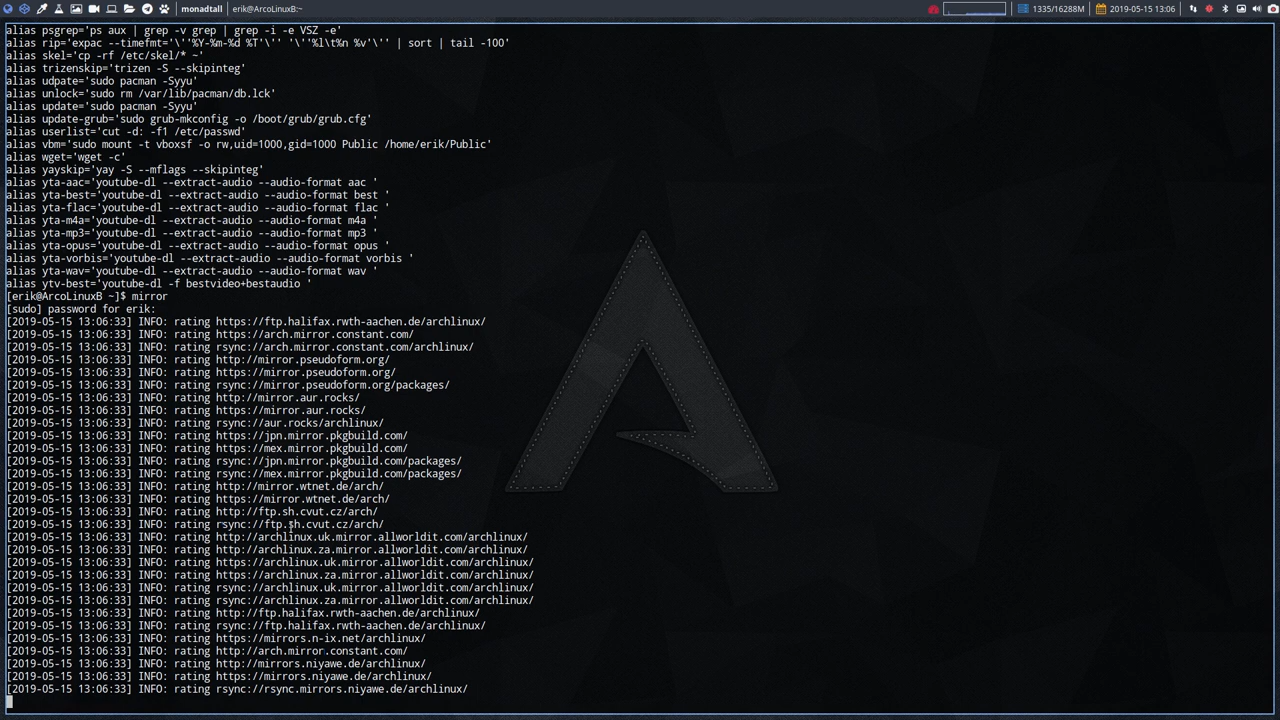 monadtall erik@ArcoLinuxB:~ 1335/16288M 2019-05-15 13:06
alias psgrep='ps aux | grep -v grep | grep -i -e VSZ -e'
alias rip='expac --timefmt='\''%Y-%m-%d %T'\'' '\''%l\t%n %v'\'' | sort | tail -100'
alias skel='cp -rf /etc/skel/* ~'
alias trizenskip='trizen -S --skipinteg'
alias udpate='sudo pacman -Syyu'
alias unlock='sudo rm /var/lib/pacman/db.lck'
alias update='sudo pacman -Syyu'
alias update-grub='sudo grub-mkconfig -o /boot/grub/grub.cfg'
alias userlist='cut -d: -f1 /etc/passwd'
alias vbm='sudo mount -t vboxsf -o rw,uid=1000,gid=1000 Public /home/erik/Public'
alias wget='wget -c'
alias yayskip='yay -S --mflags --skipinteg'
alias yta-aac='youtube-dl --extract-audio --audio-format aac '
alias yta-best='youtube-dl --extract-audio --audio-format best '
alias yta-flac='youtube-dl --extract-audio --audio-format flac '
alias yta-m4a='youtube-dl --extract-audio --audio-format m4a '
alias yta-mp3='youtube-dl --extract-audio --audio-format mp3 '
alias yta-opus='youtube-dl --extract-audio --audio-format opus '
alias yta-vorbis='youtube-dl --extract-audio --audio-format vorbis '
alias yta-wav='youtube-dl --extract-audio --audio-format wav '
alias ytv-best='youtube-dl -f bestvideo+bestaudio '
[erik@ArcoLinuxB ~]$ mirror
[sudo] password for erik:
[2019-05-15 13:06:33] INFO: rating https://ftp.halifax.rwth-aachen.de/archlinux/
[2019-05-15 13:06:33] INFO: rating https://arch.mirror.constant.com/
[2019-05-15 13:06:33] INFO: rating rsync://arch.mirror.constant.com/archlinux/
[2019-05-15 13:06:33] INFO: rating http://mirror.pseudoform.org/
[2019-05-15 13:06:33] INFO: rating https://mirror.pseudoform.org/
[2019-05-15 13:06:33] INFO: rating rsync://mirror.pseudoform.org/packages/
[2019-05-15 13:06:33] INFO: rating http://mirror.aur.rocks/
[2019-05-15 13:06:33] INFO: rating https://mirror.aur.rocks/
[2019-05-15 13:06:33] INFO: rating rsync://aur.rocks/archlinux/
[2019-05-15 13:06:33] INFO: rating https://jpn.mirror.pkgbuild.com/
[2019-05-15 13:06:33] INFO: rating https://mex.mirror.pkgbuild.com/
[2019-05-15 13:06:33] INFO: rating rsync://jpn.mirror.pkgbuild.com/packages/
[2019-05-15 13:06:33] INFO: rating rsync://mex.mirror.pkgbuild.com/packages/
[2019-05-15 13:06:33] INFO: rating http://mirror.wtnet.de/arch/
[2019-05-15 13:06:33] INFO: rating https://mirror.wtnet.de/arch/
[2019-05-15 13:06:33] INFO: rating http://ftp.sh.cvut.cz/arch/
[2019-05-15 13:06:33] INFO: rating rsync://ftp.sh.cvut.cz/arch/
[2019-05-15 13:06:33] INFO: rating http://archlinux.uk.mirror.allworldit.com/archlinux/
[2019-05-15 13:06:33] INFO: rating http://archlinux.za.mirror.allworldit.com/archlinux/
[2019-05-15 13:06:33] INFO: rating https://archlinux.uk.mirror.allworldit.com/archlinux/
[2019-05-15 13:06:33] INFO: rating https://archlinux.za.mirror.allworldit.com/archlinux/
[2019-05-15 13:06:33] INFO: rating rsync://archlinux.uk.mirror.allworldit.com/archlinux/
[2019-05-15 13:06:33] INFO: rating rsync://archlinux.za.mirror.allworldit.com/archlinux/
[2019-05-15 13:06:33] INFO: rating http://ftp.halifax.rwth-aachen.de/archlinux/
[2019-05-15 13:06:33] INFO: rating rsync://ftp.halifax.rwth-aachen.de/archlinux/
[2019-05-15 13:06:33] INFO: rating https://mirrors.n-ix.net/archlinux/
[2019-05-15 13:06:33] INFO: rating http://arch.mirror.constant.com/
[2019-05-15 13:06:33] INFO: rating http://mirrors.niyawe.de/archlinux/
[2019-05-15 13:06:33] INFO: rating https://mirrors.niyawe.de/archlinux/
[2019-05-15 13:06:33] INFO: rating rsync://rsync.mirrors.niyawe.de/archlinux/